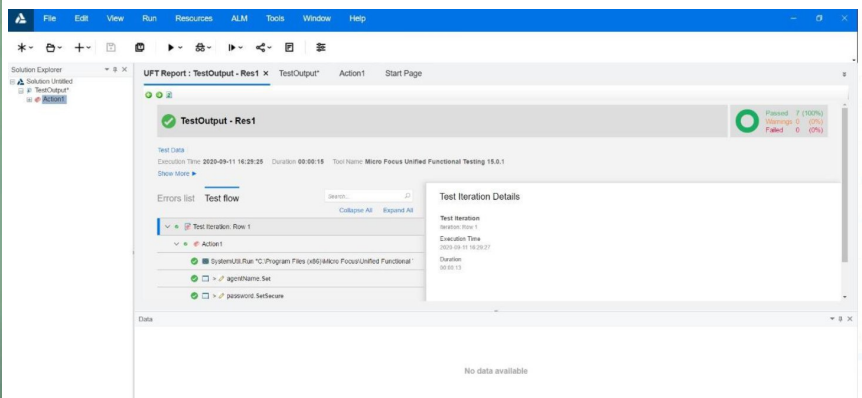 File Edit View Run Resources ALM Tools Window Help
Solution Explorer
Solution Untitled
TestOutput*
Action1
UFT Report : TestOutput - Res1 × TestOutput* Action1 Start Page
TestOutput - Res1
Passed 7 (100%)
Warnings 0 (0%)
Failed 0 (0%)
Test Data
Execution Time 2020-09-11 16:29:25 Duration 00:00:15 Tool Name Micro Focus Unified Functional Testing 15.0.1
Show More ►
Errors list Test flow
Search...
Collapse All Expand All
Test Iteration: Row 1
Action1
SystemUtil.Run "C:\Program Files (x86)\Micro Focus\Unified Functional
> agentName.Set
> password.SetSecure
Test Iteration Details
Test Iteration
Iteration: Row 1
Execution Time
2020-09-11 16:29:27
Duration
00:00:13
Data
No data available